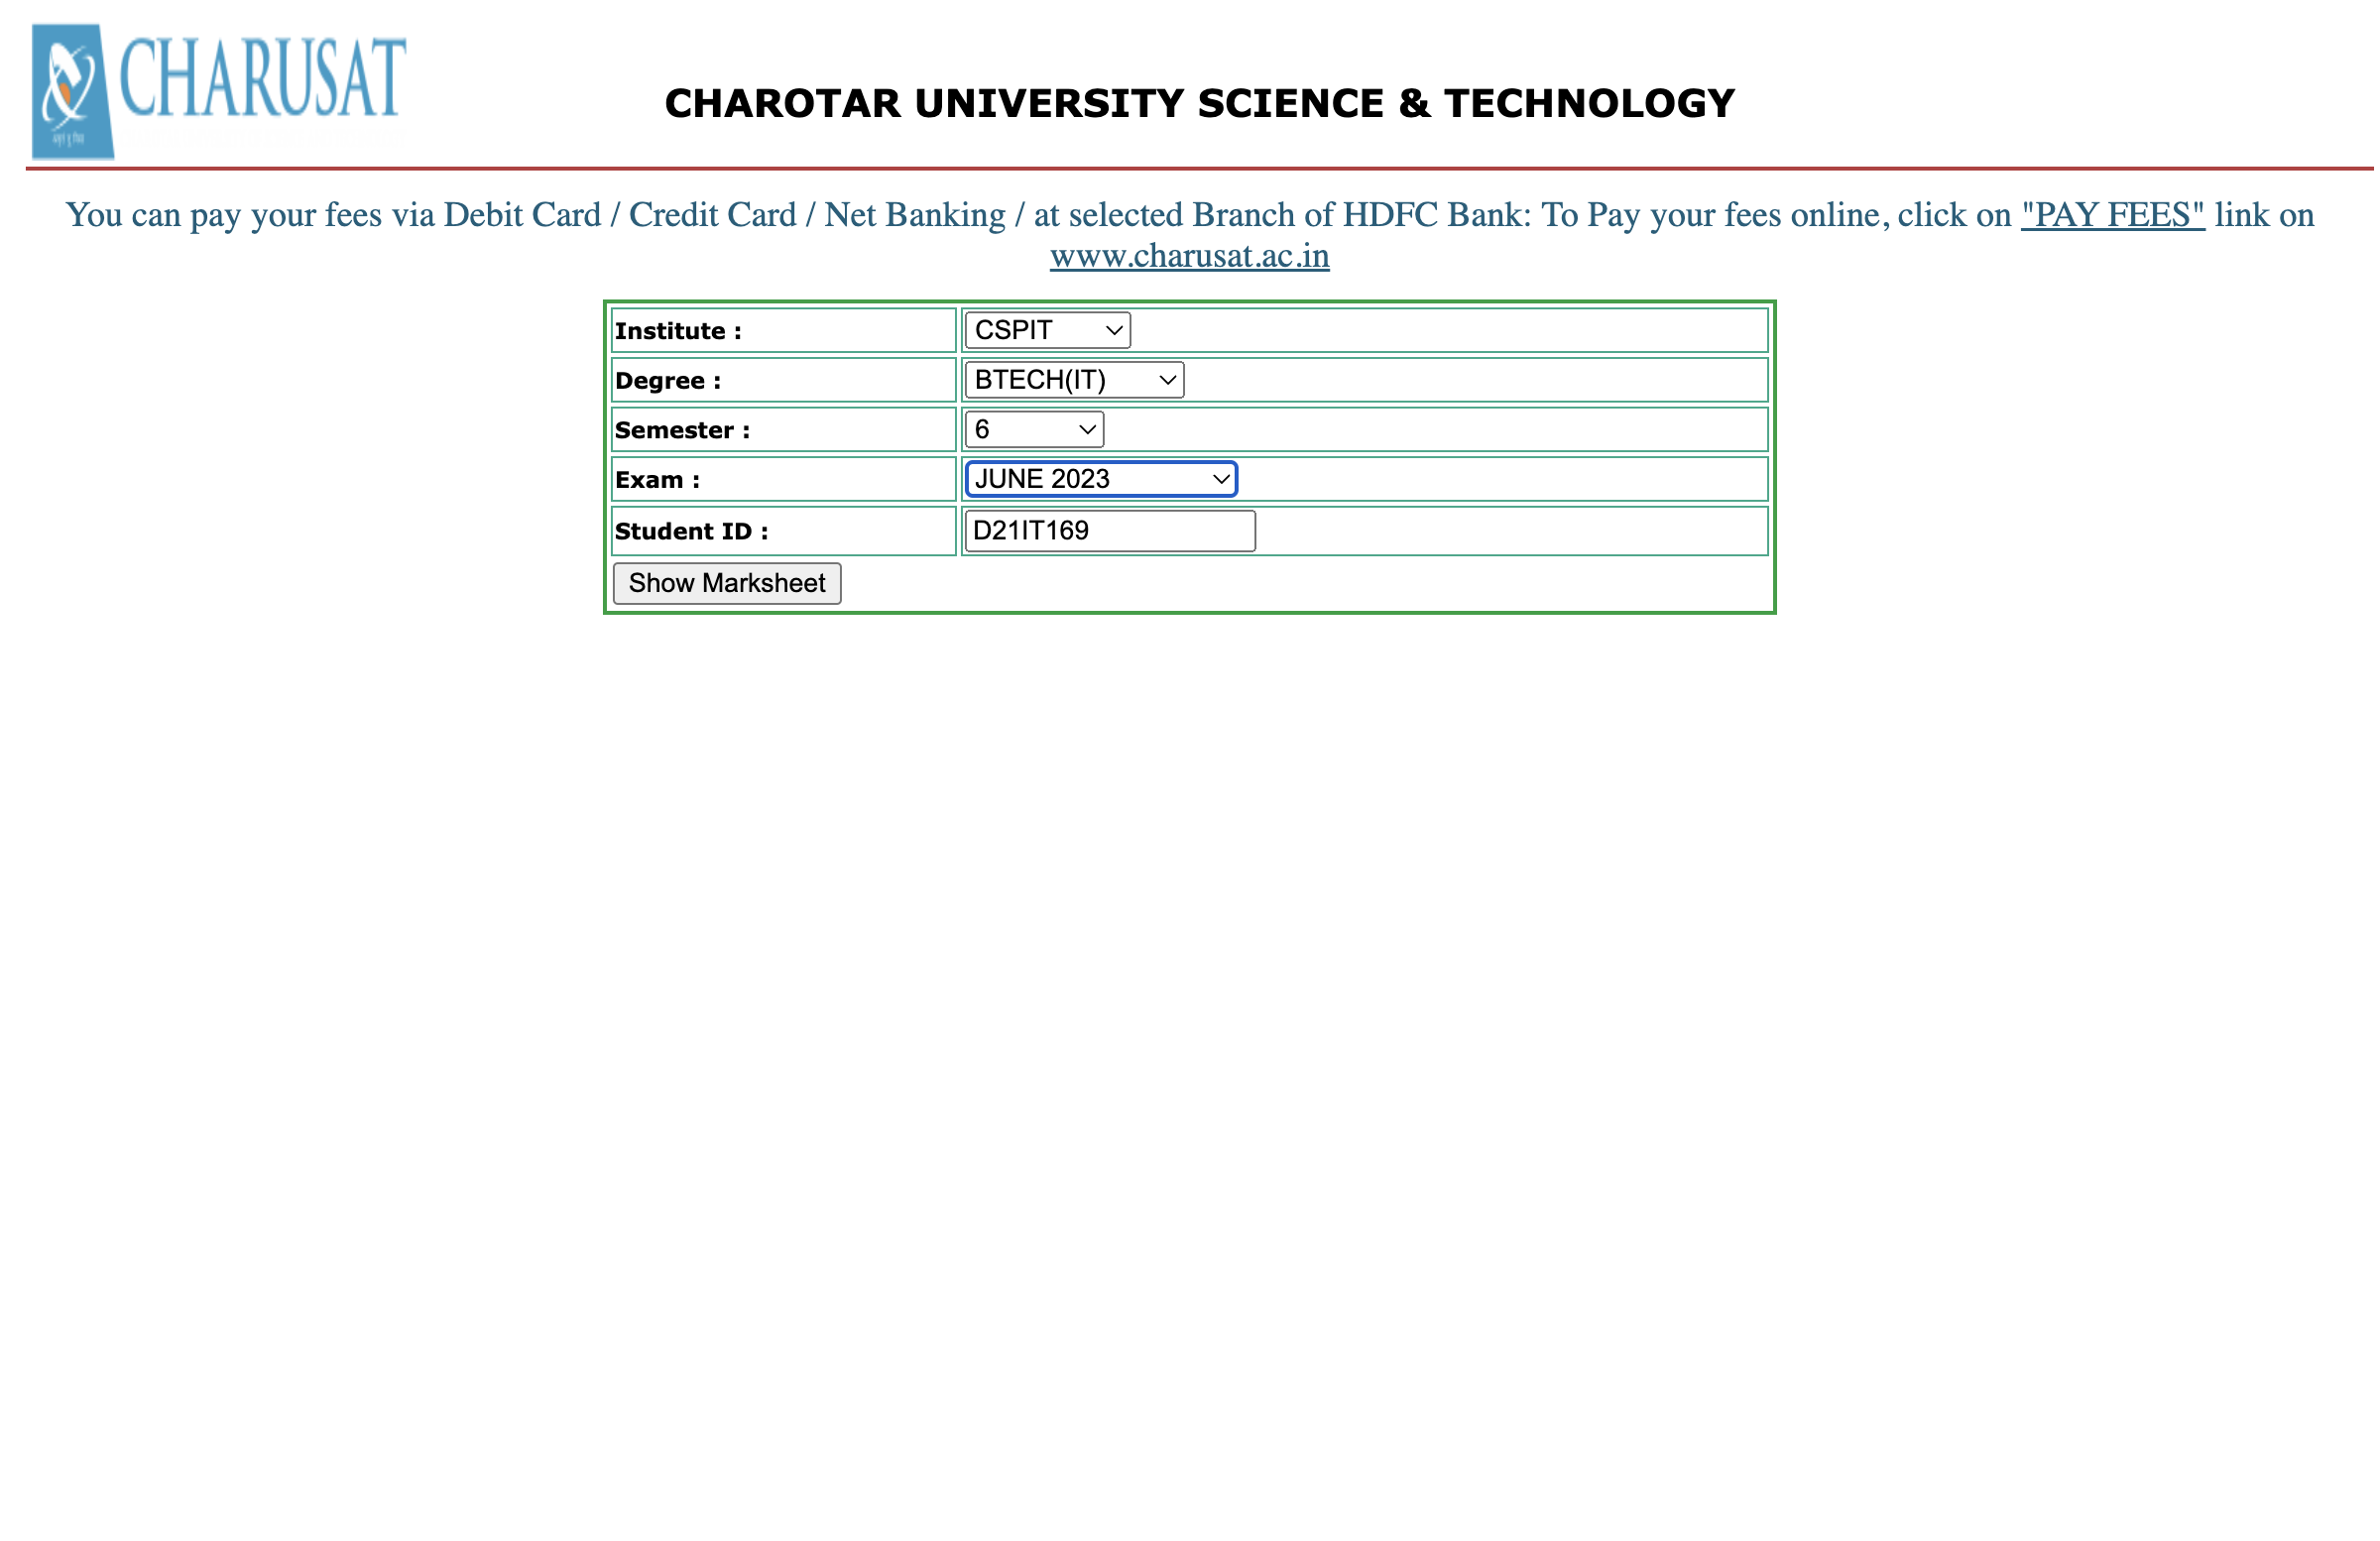 CHARUSAT
CHAROTAR UNIVERSITY SCIENCE & TECHNOLOGY
You can pay your fees via Debit Card / Credit Card / Net Banking / at selected Branch of HDFC Bank: To Pay your fees online, click on "PAY FEES" link on
www.charusat.ac.in
Institute : CSPIT
Degree : BTECH(IT)
Semester : 6
Exam : JUNE 2023
Student ID : D21IT169
Show Marksheet